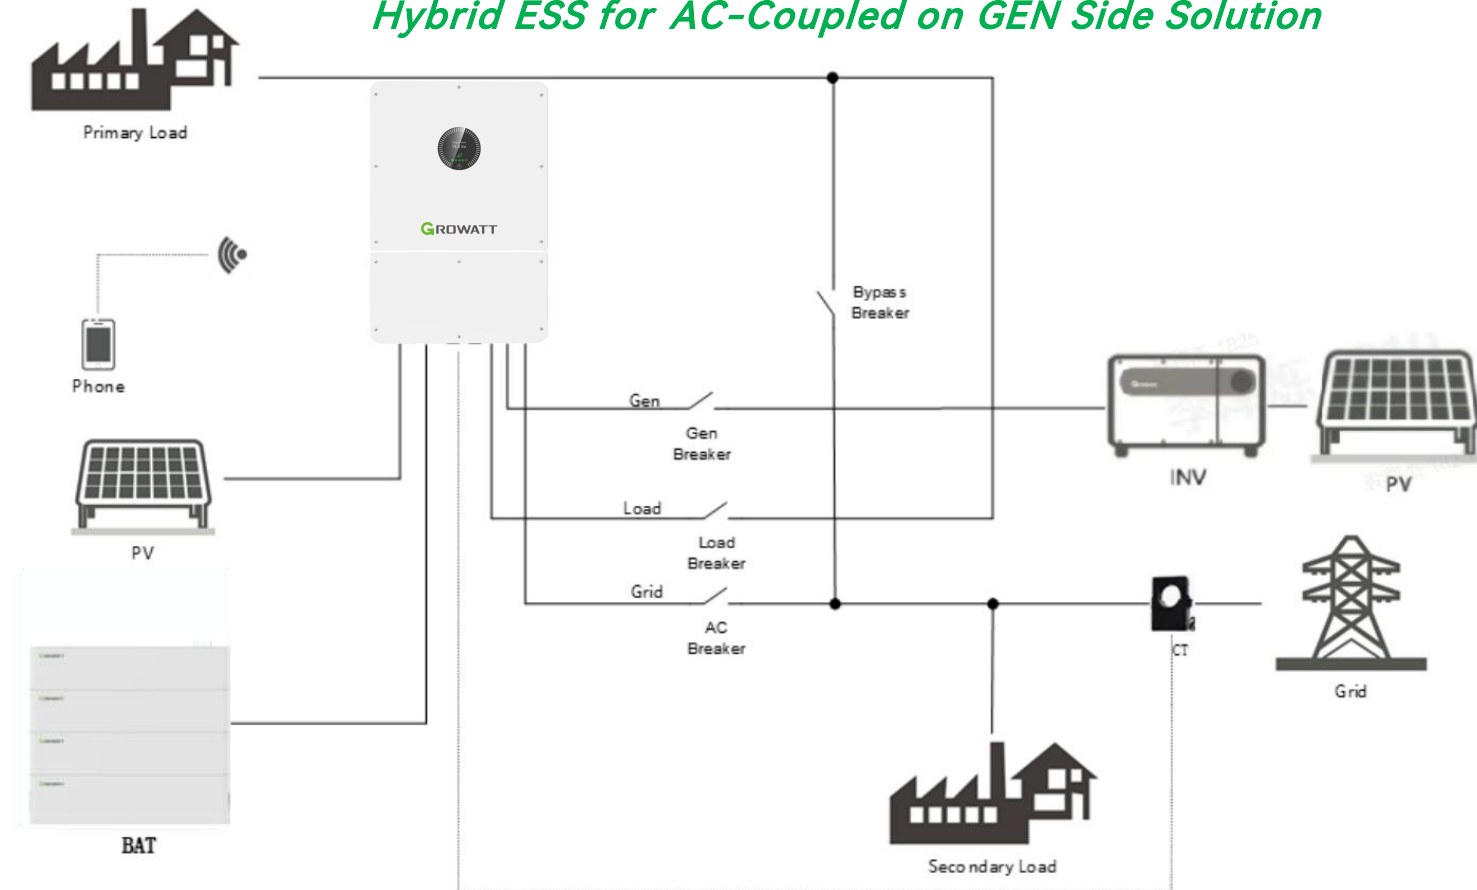 Hybrid ESS for AC-Coupled on GEN Side Solution
Primary Load
GROWATT
Bypass
Breaker
Phone
Gen
Gen
Breaker
INV
PV
PV
Load
Load
Breaker
Grid
AC
Breaker
CT
Grid
BAT
Secondary Load